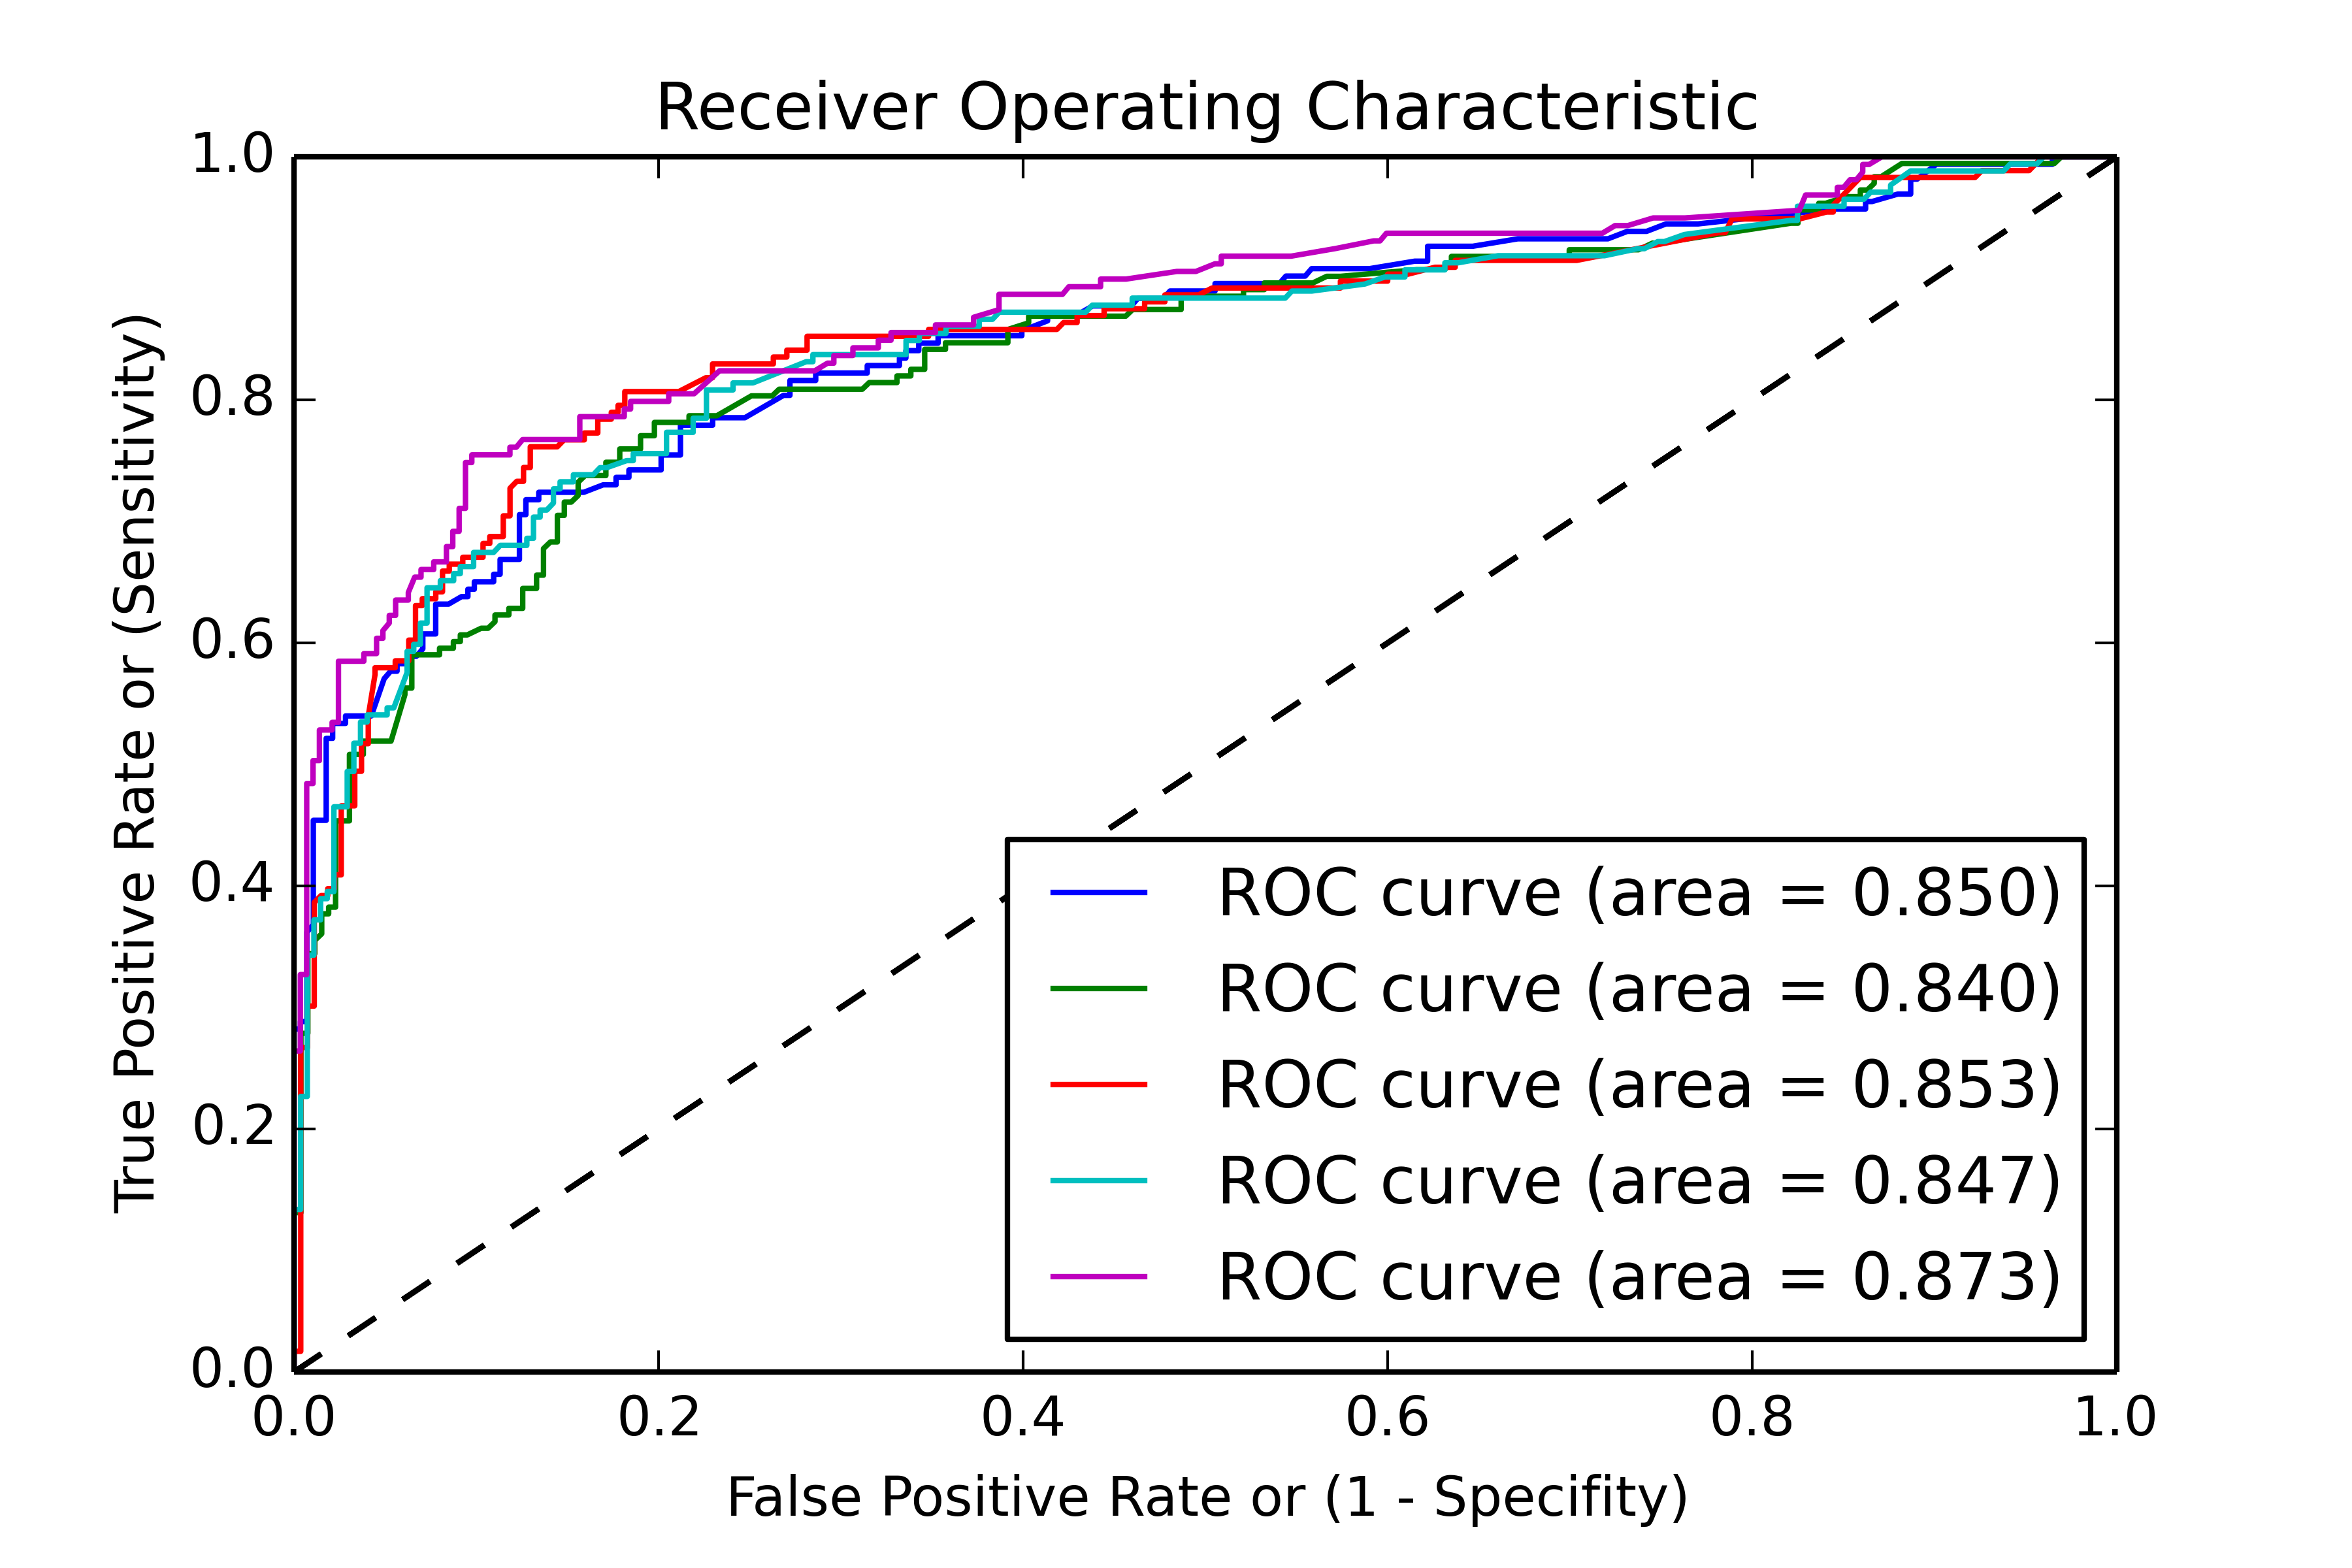 Receiver Operating Characteristic
1.0
0.8
0.6
0.4
0.2
0.0
True Positive Rate or (Sensitivity)
ROC curve (area = 0.850)
ROC curve (area = 0.840)
ROC curve (area = 0.853)
ROC curve (area = 0.847)
ROC curve (area = 0.873)
0.0 0.2 0.4 0.6 0.8 1.0
False Positive Rate or (1 - Specifity)